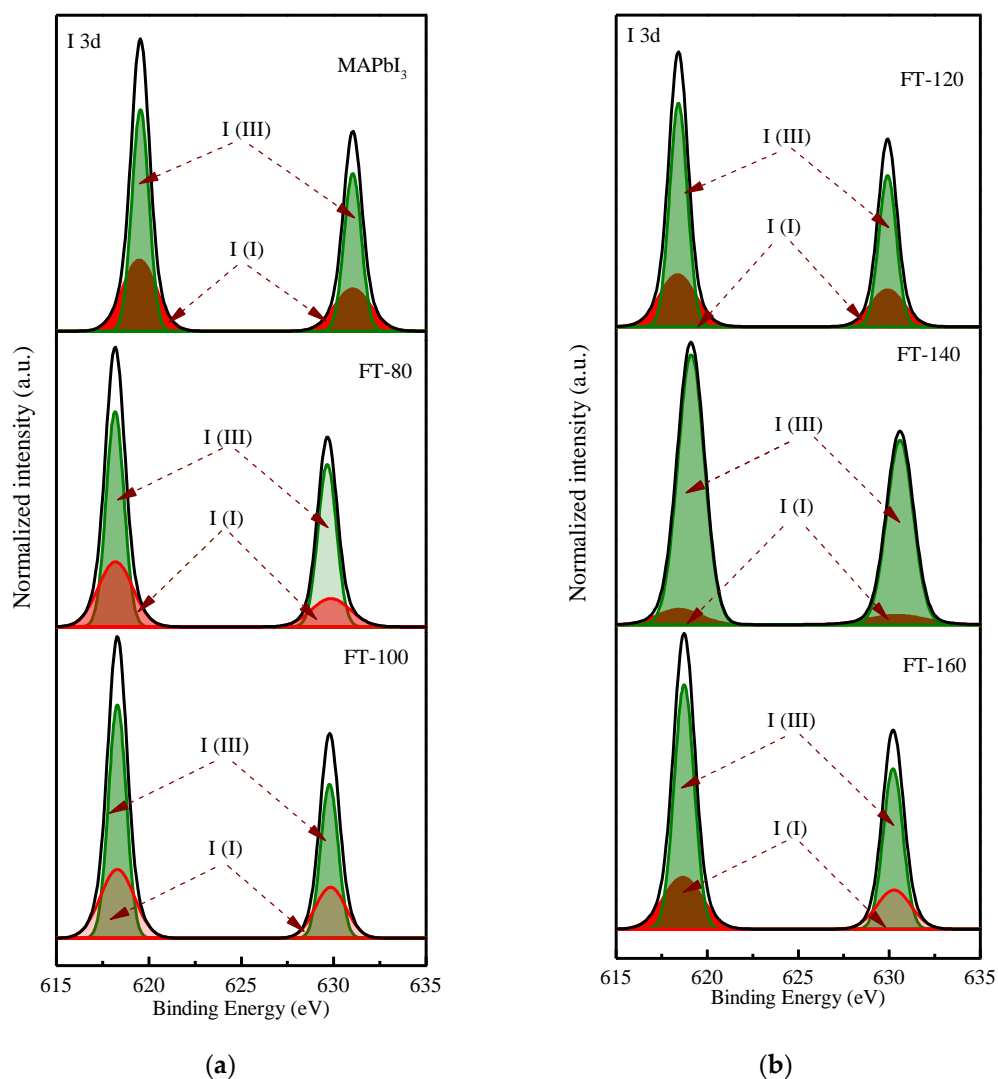 I 3d
MAPbI₃
I (III)
I (I)
FT-80
I (III)
I (I)
FT-100
I (III)
I (I)
Normalized intensity (a.u.)
615 620 625 630 635
Binding Energy (eV)
(a)
I 3d
FT-120
I (III)
I (I)
FT-140
I (III)
I (I)
FT-160
I (III)
I (I)
Normalized intensity (a.u.)
615 620 625 630 635
Binding Energy (eV)
(b)